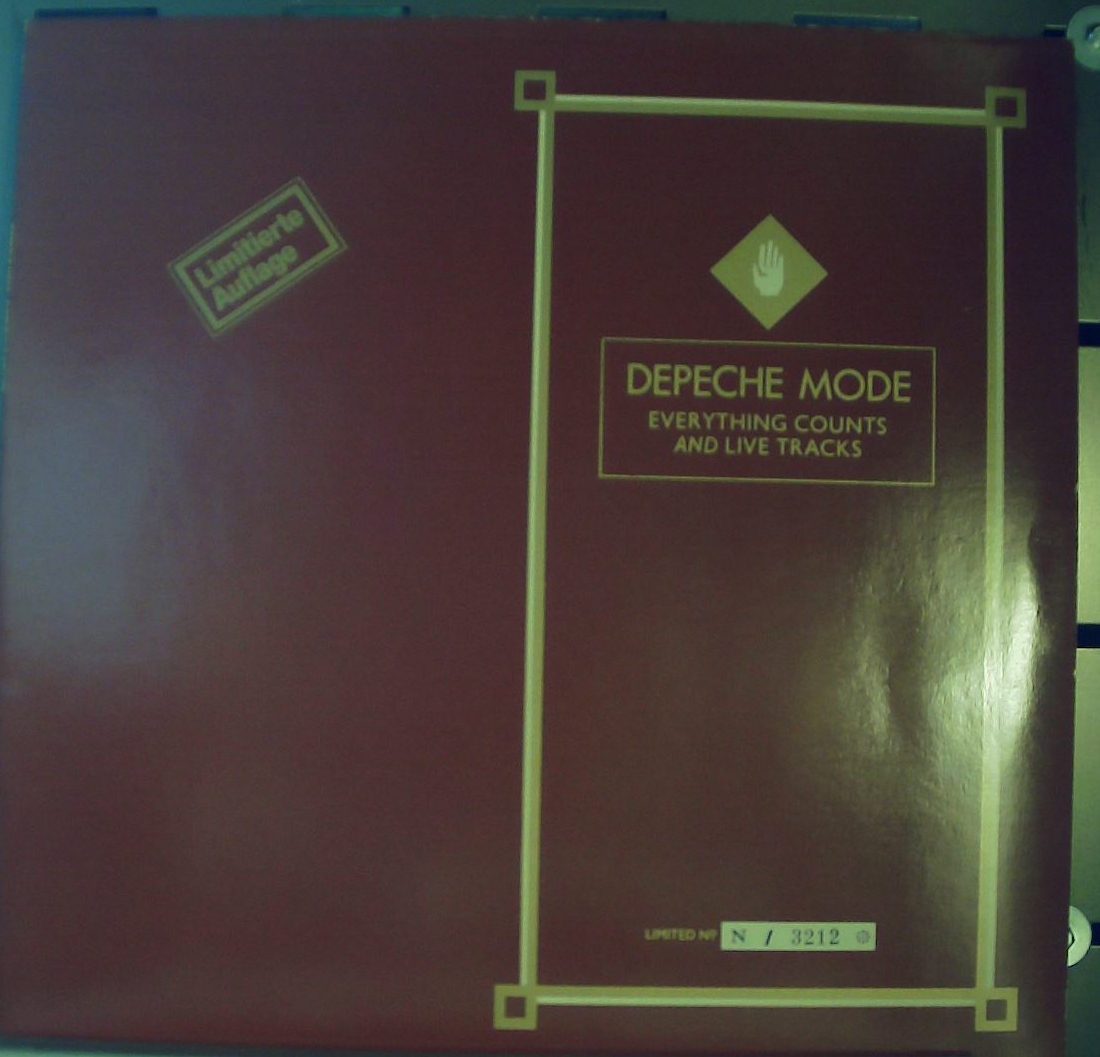 Limitierte
Auflage
DEPECHE MODE
EVERYTHING COUNTS
AND LIVE TRACKS
LIMITED Nº N / 3212